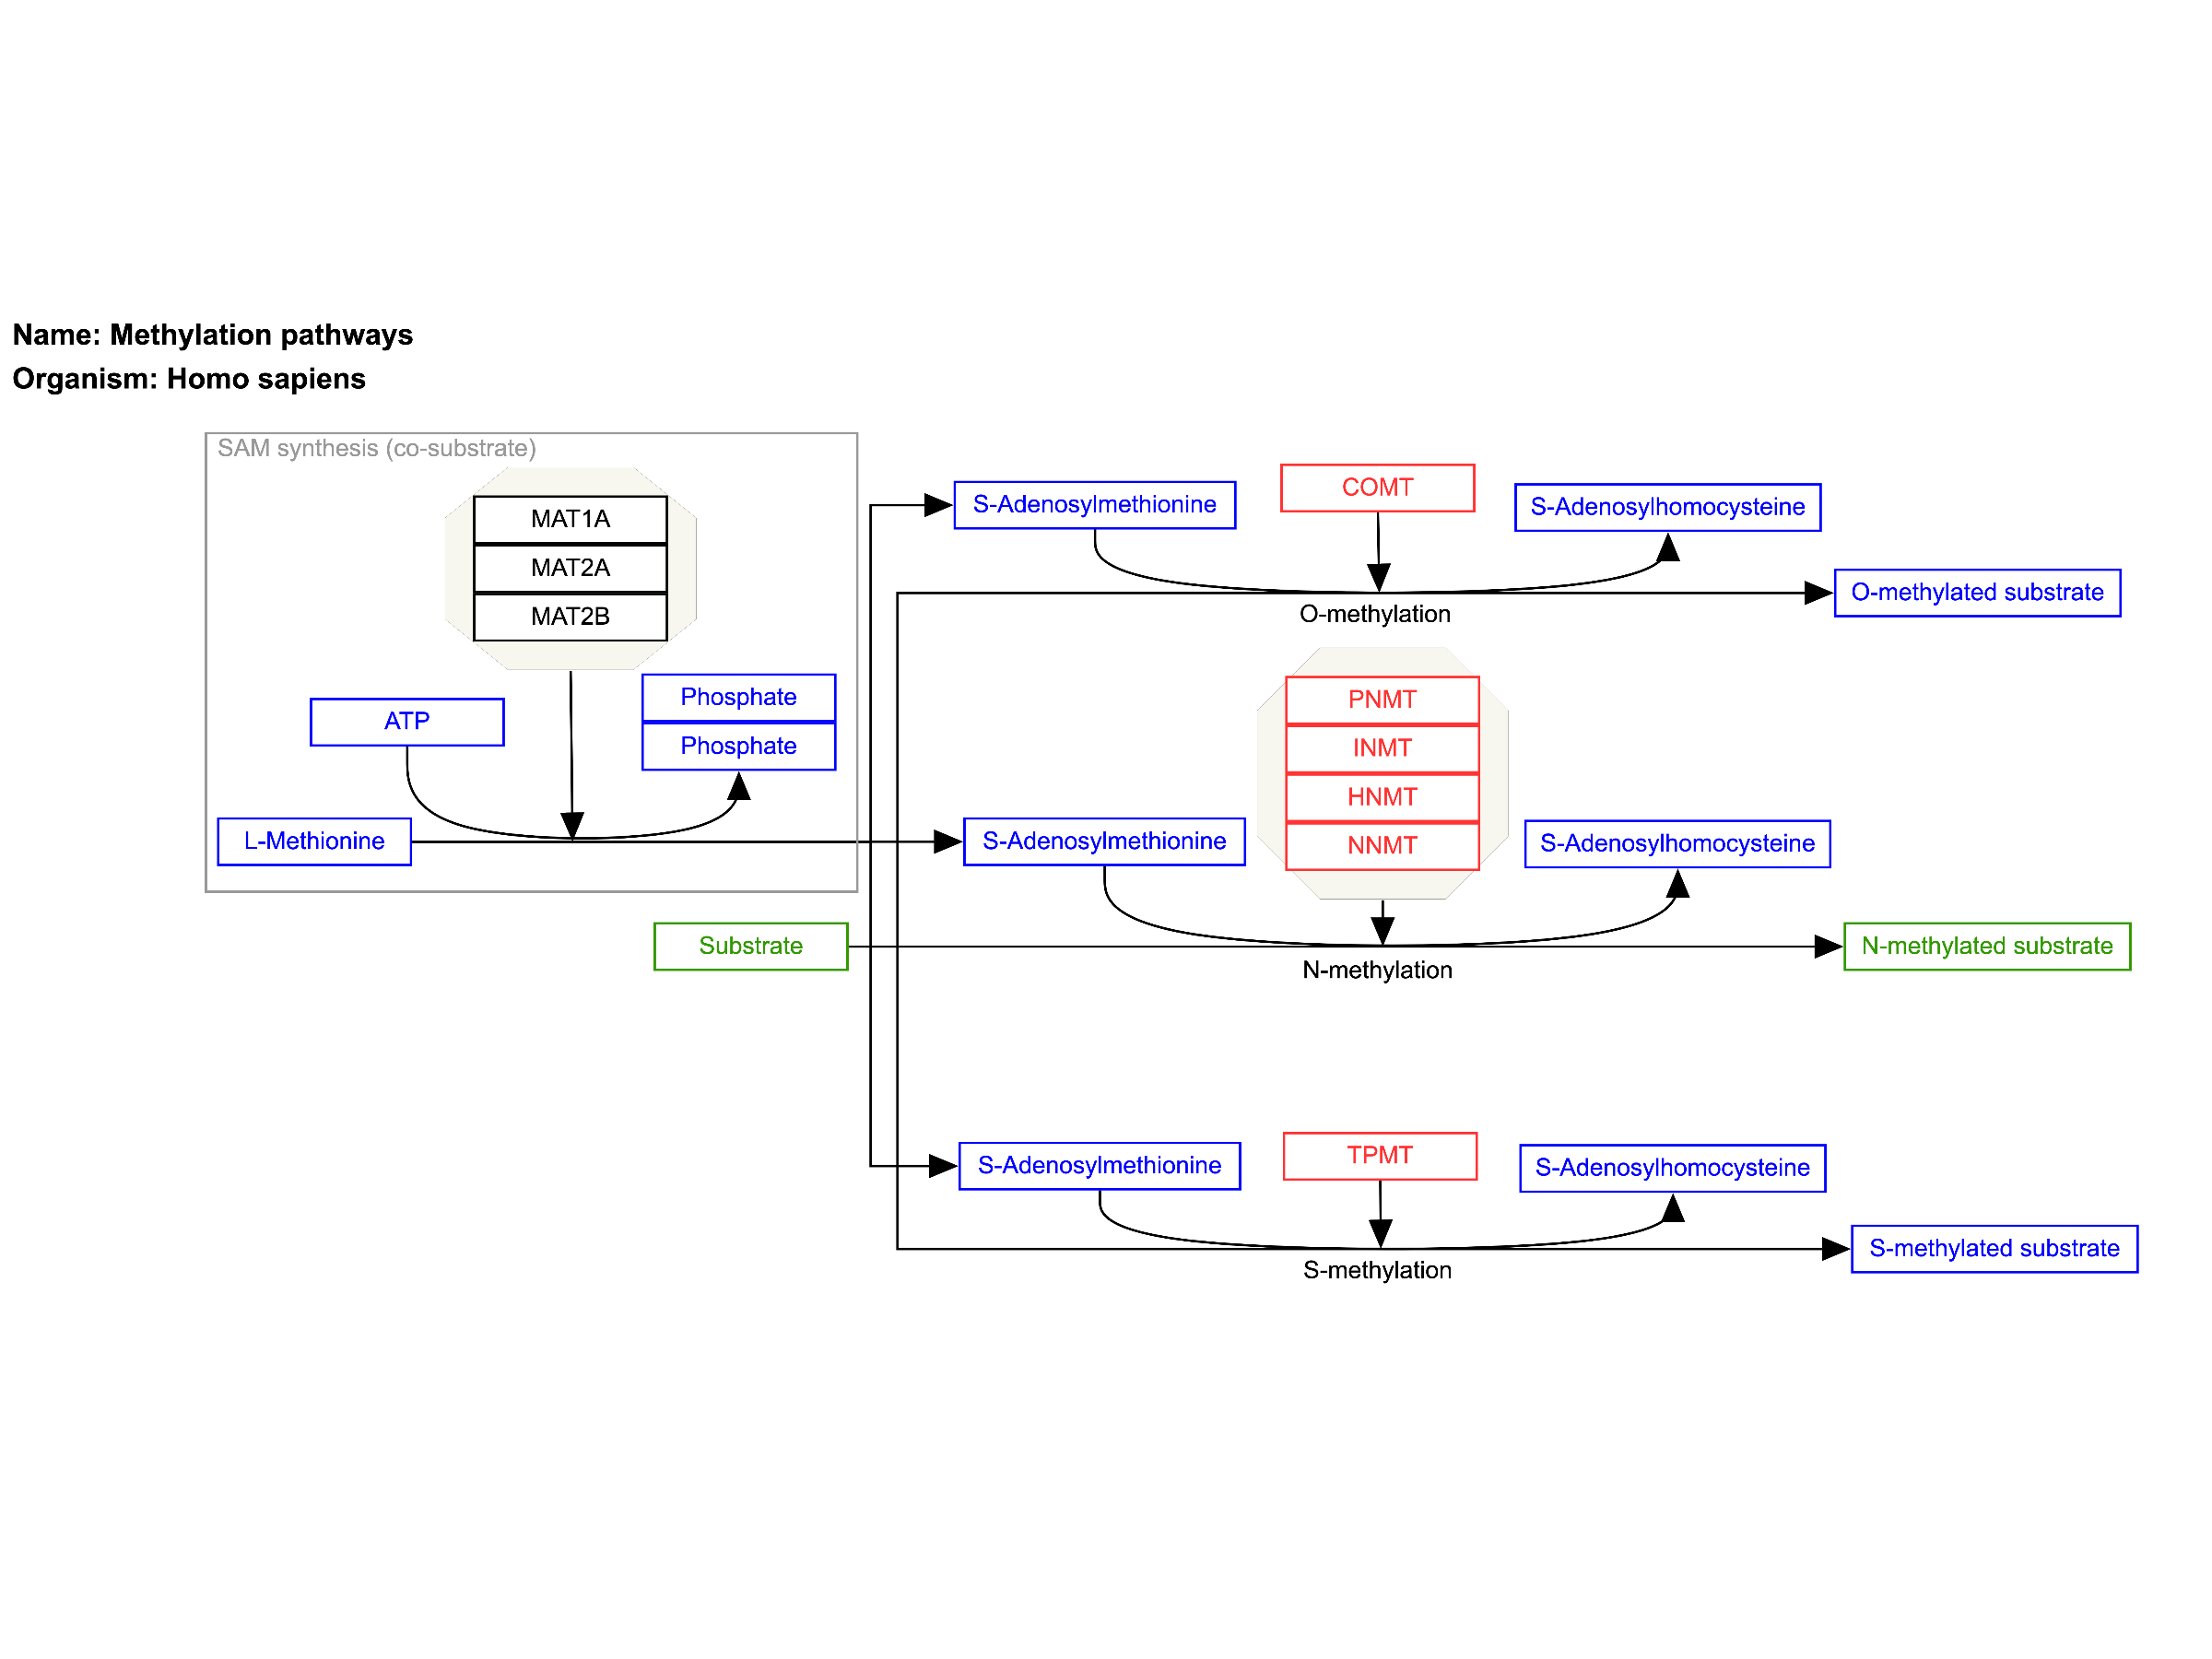 Name: Methylation pathways
Organism: Homo sapiens
SAM synthesis (co-substrate)
MAT1A
MAT2A
MAT2B
ATP
Phosphate
Phosphate
L-Methionine
Substrate
S-Adenosylmethionine
COMT
S-Adenosylhomocysteine
O-methylated substrate
O-methylation
PNMT
INMT
HNMT
NNMT
S-Adenosylmethionine
S-Adenosylhomocysteine
N-methylated substrate
N-methylation
S-Adenosylmethionine
TPMT
S-Adenosylhomocysteine
S-methylated substrate
S-methylation